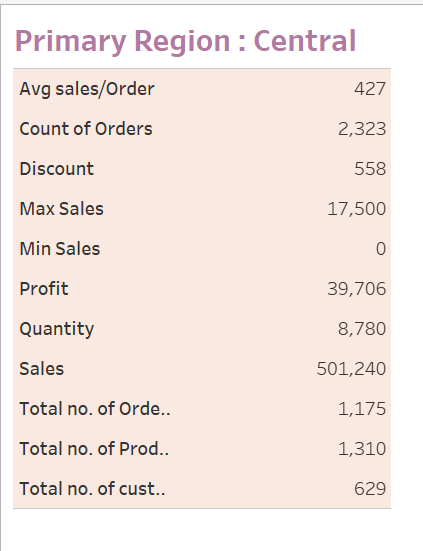 Primary Region : Central
Avg sales/Order 427
Count of Orders 2,323
Discount 558
Max Sales 17,500
Min Sales 0
Profit 39,706
Quantity 8,780
Sales 501,240
Total no. of Orde.. 1,175
Total no. of Prod.. 1,310
Total no. of cust.. 629